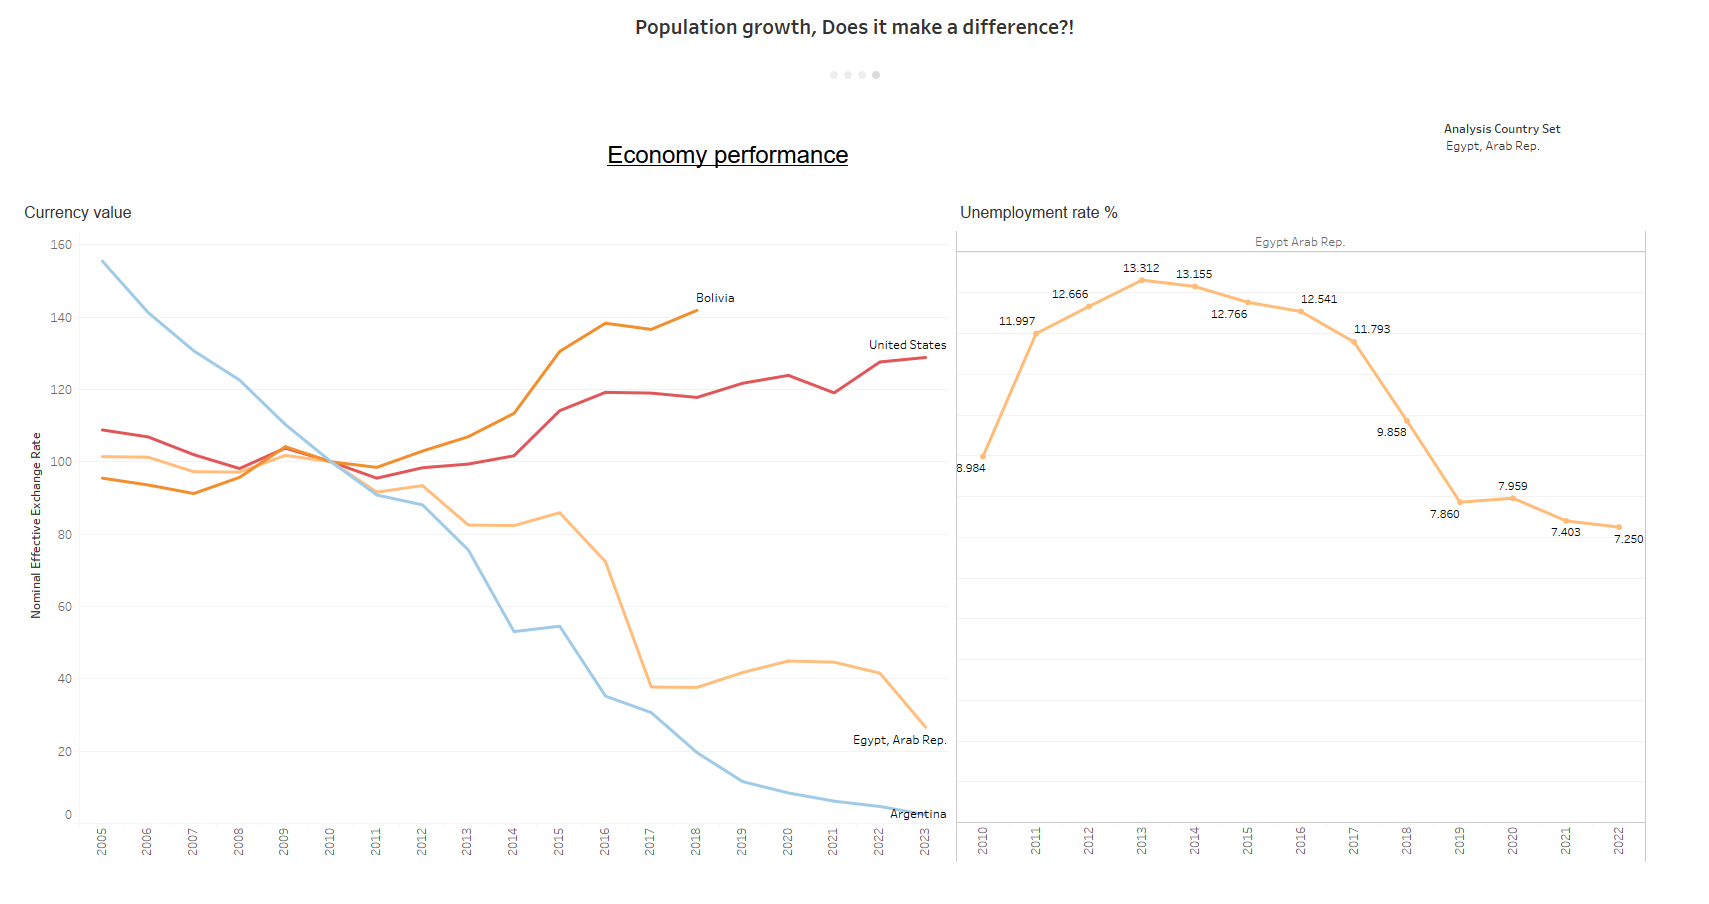 Population growth, Does it make a difference?!
Economy performance
Analysis Country Set
Egypt, Arab Rep.
Currency value
Nominal Effective Exchange Rate
160
140
120
100
80
60
40
20
0
Bolivia
United States
Egypt, Arab Rep.
Argentina
2005 2006 2007 2008 2009 2010 2011 2012 2013 2014 2015 2016 2017 2018 2019 2020 2021 2022 2023
Unemployment rate %
Egypt Arab Rep.
8.984
11.997
12.666
13.312
13.155
12.766
12.541
11.793
9.858
7.860
7.959
7.403
7.250
2010 2011 2012 2013 2014 2015 2016 2017 2018 2019 2020 2021 2022